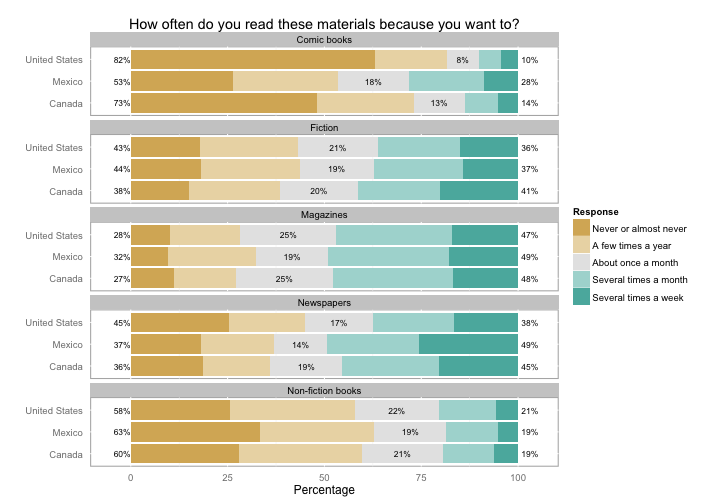 How often do you read these materials because you want to?
Comic books
United States 82% 8% 10%
Mexico 53% 18% 28%
Canada 73% 13% 14%
Fiction
United States 43% 21% 36%
Mexico 44% 19% 37%
Canada 38% 20% 41%
Magazines
United States 28% 25% 47%
Mexico 32% 19% 49%
Canada 27% 25% 48%
Newspapers
United States 45% 17% 38%
Mexico 37% 14% 49%
Canada 36% 19% 45%
Non-fiction books
United States 58% 22% 21%
Mexico 63% 19% 19%
Canada 60% 21% 19%
0 25 50 75 100
Percentage
Response
Never or almost never
A few times a year
About once a month
Several times a month
Several times a week